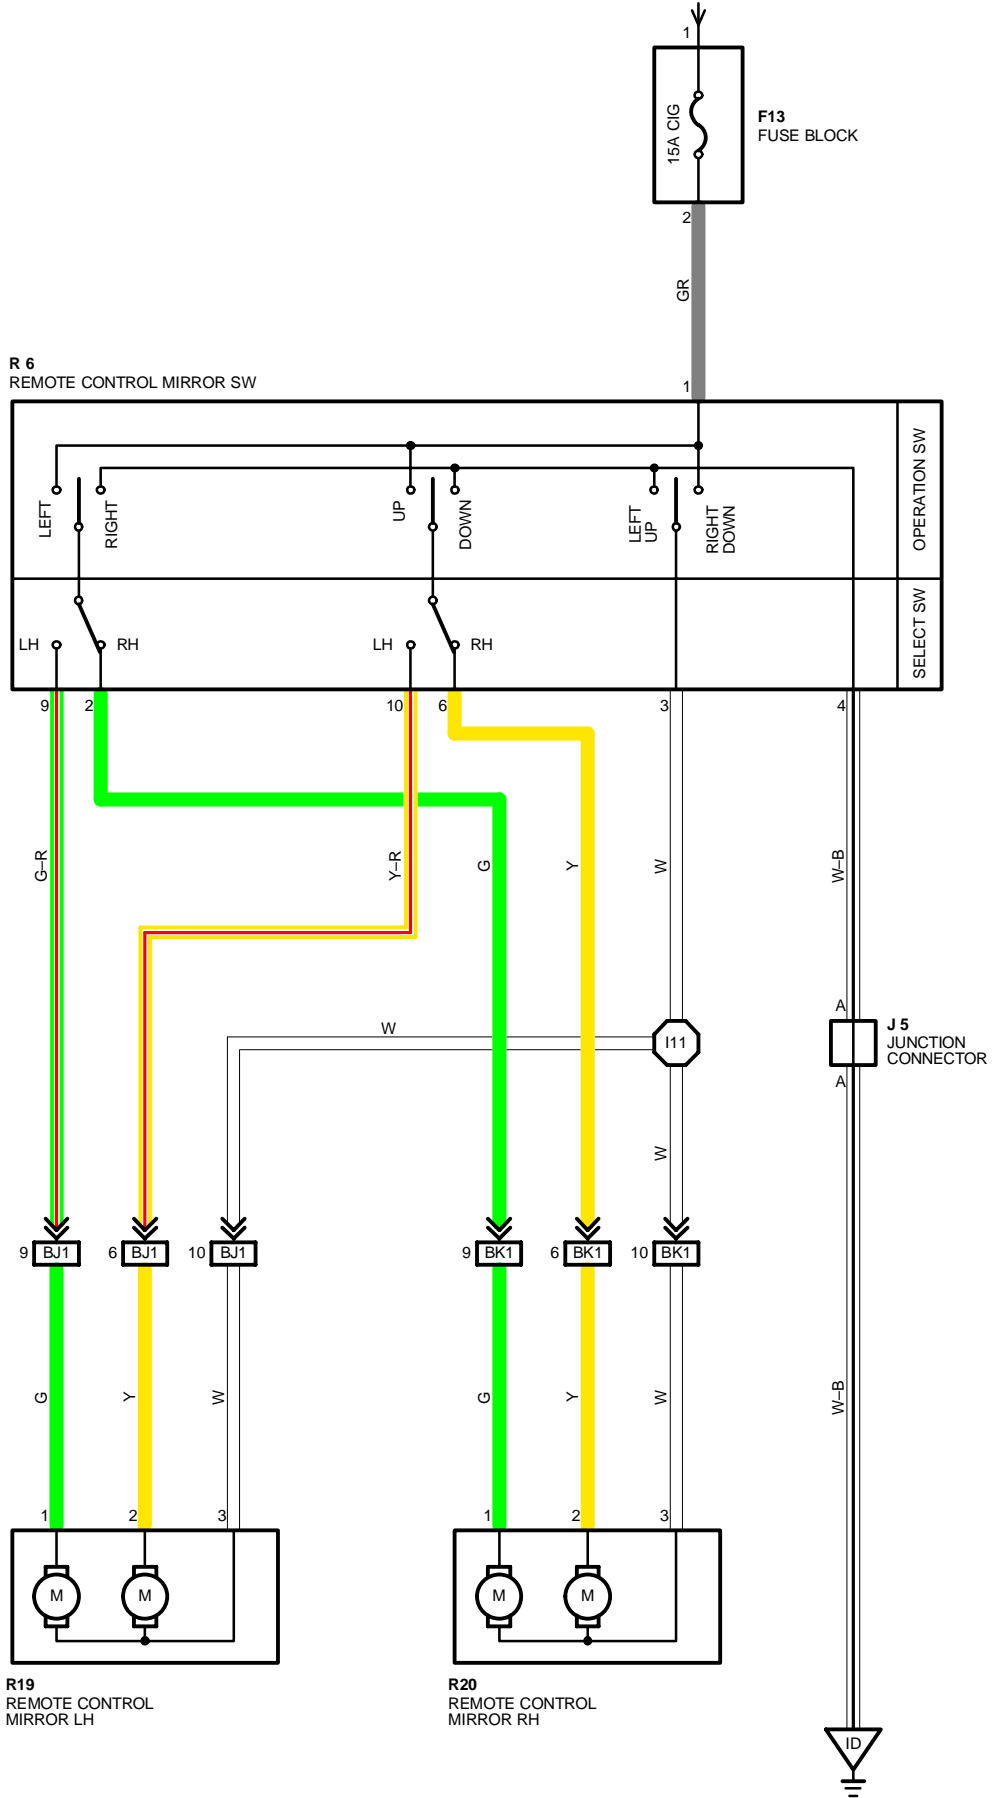 1
15A CIG
F13
FUSE BLOCK
2
GR
1
R 6
REMOTE CONTROL MIRROR SW
LEFT
RIGHT
UP
DOWN
LEFT
UP
RIGHT
DOWN
OPERATION SW
LH
RH
LH
RH
SELECT SW
9
2
10
6
3
4
G–R
Y–R
G
Y
W
W–B
A
J 5
JUNCTION
CONNECTOR
W
I11
A
W
9
BJ1
6
BJ1
10
BJ1
9
BK1
6
BK1
10
BK1
G
Y
W
G
Y
W
W–B
1
2
3
1
2
3
M
M
M
M
R19
REMOTE CONTROL
MIRROR LH
R20
REMOTE CONTROL
MIRROR RH
ID